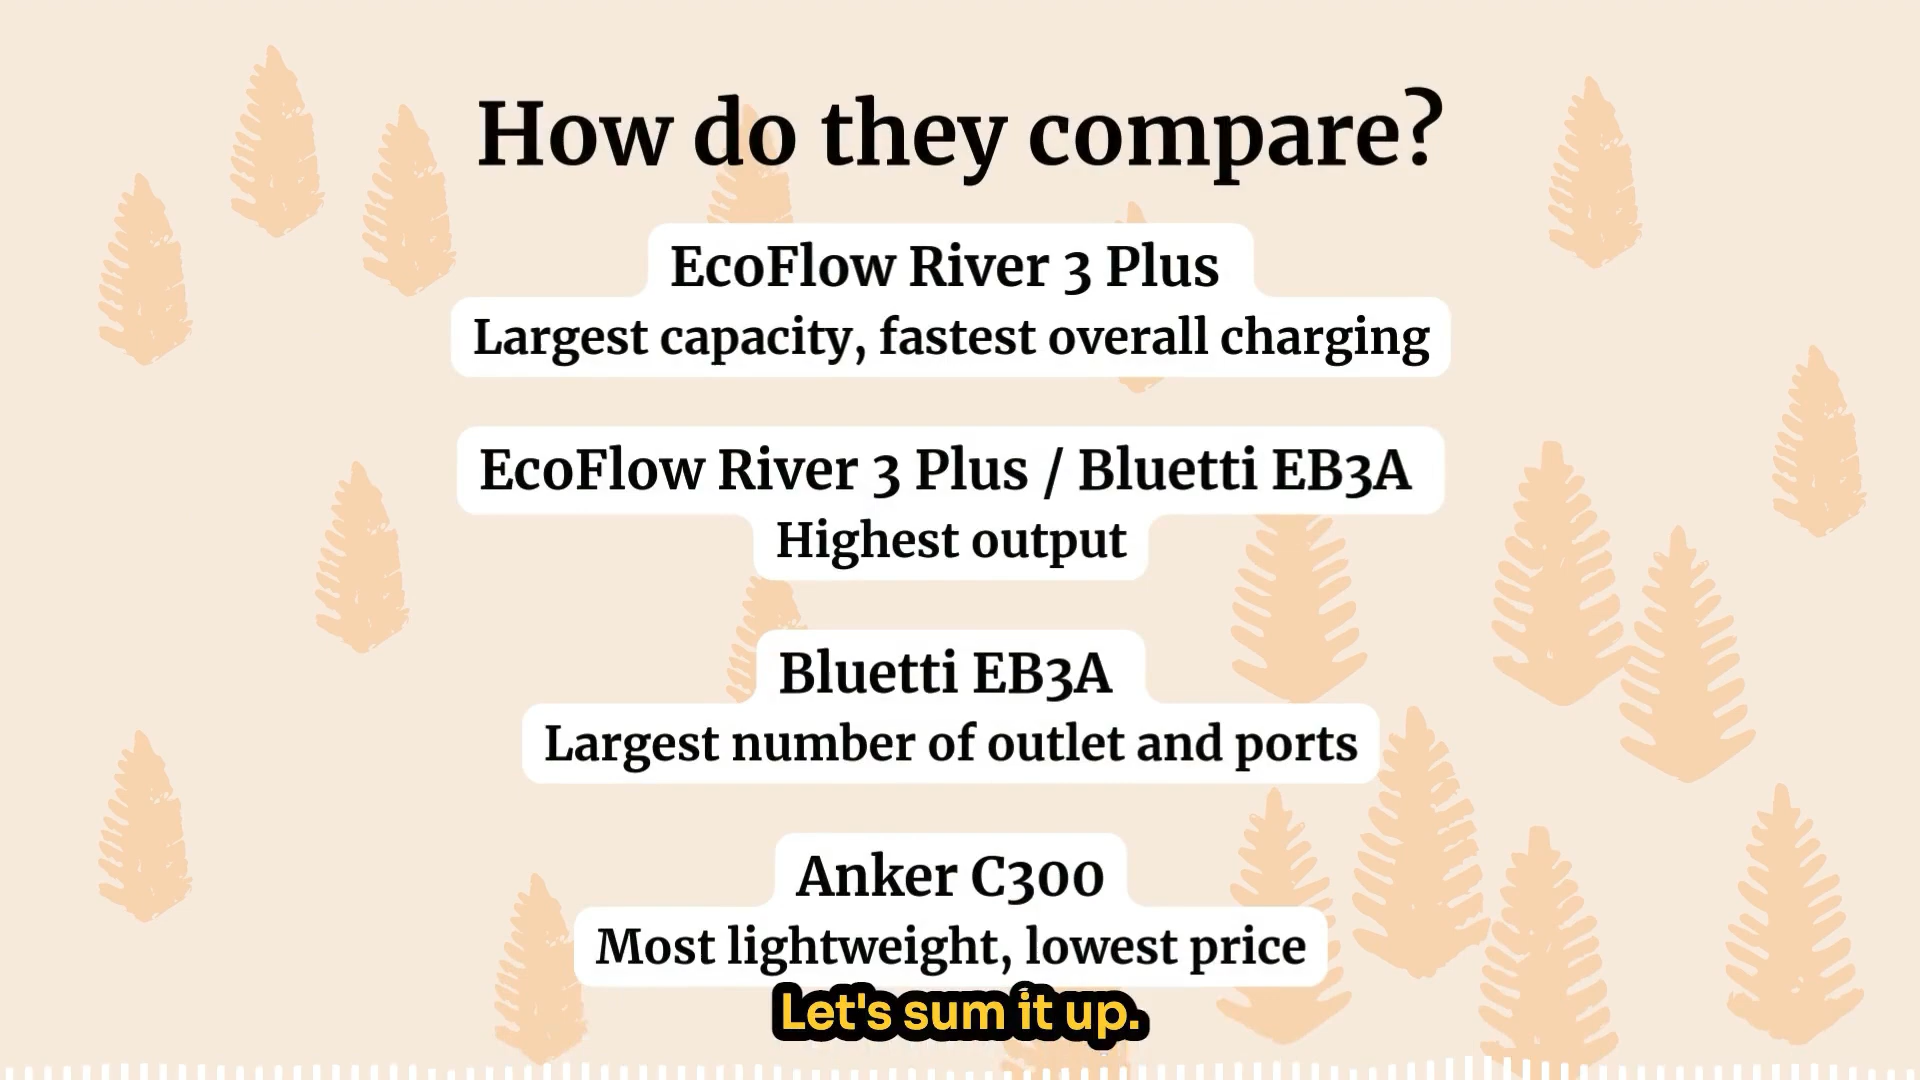 How do they compare?
EcoFlow River 3 Plus
Largest capacity, fastest overall charging
EcoFlow River 3 Plus / Bluetti EB3A
Highest output
Bluetti EB3A
Largest number of outlet and ports
Anker C300
Most lightweight, lowest price
Let's sum it up.